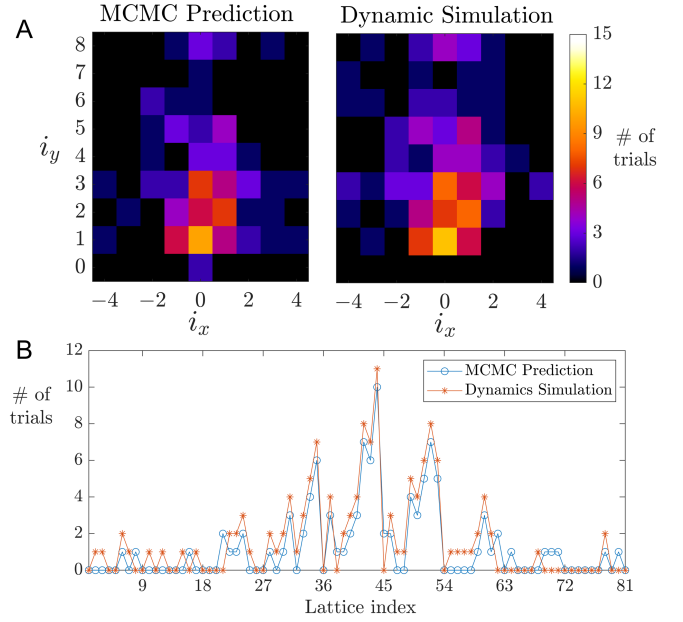 A
MCMC Prediction
Dynamic Simulation
8
7
6
5
4
3
2
1
0
i_y
−4 −2 0 2 4
i_x
−4 −2 0 2 4
i_x
15
12
9
6
3
0
# of
trials
B
12
10
8
6
4
2
0
# of
trials
MCMC Prediction
Dynamics Simulation
9 18 27 36 45 54 63 72 81
Lattice index